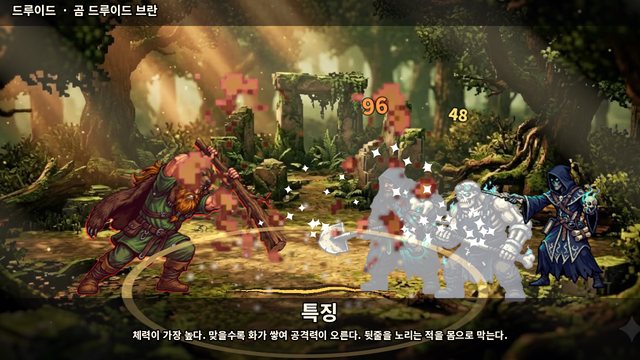 드루이드 · 곰 드루이드 브란
96
48
특징
체력이 가장 높다. 맞을수록 화가 쌓여 공격력이 오른다. 뒷줄을 노리는 적을 몸으로 막는다.